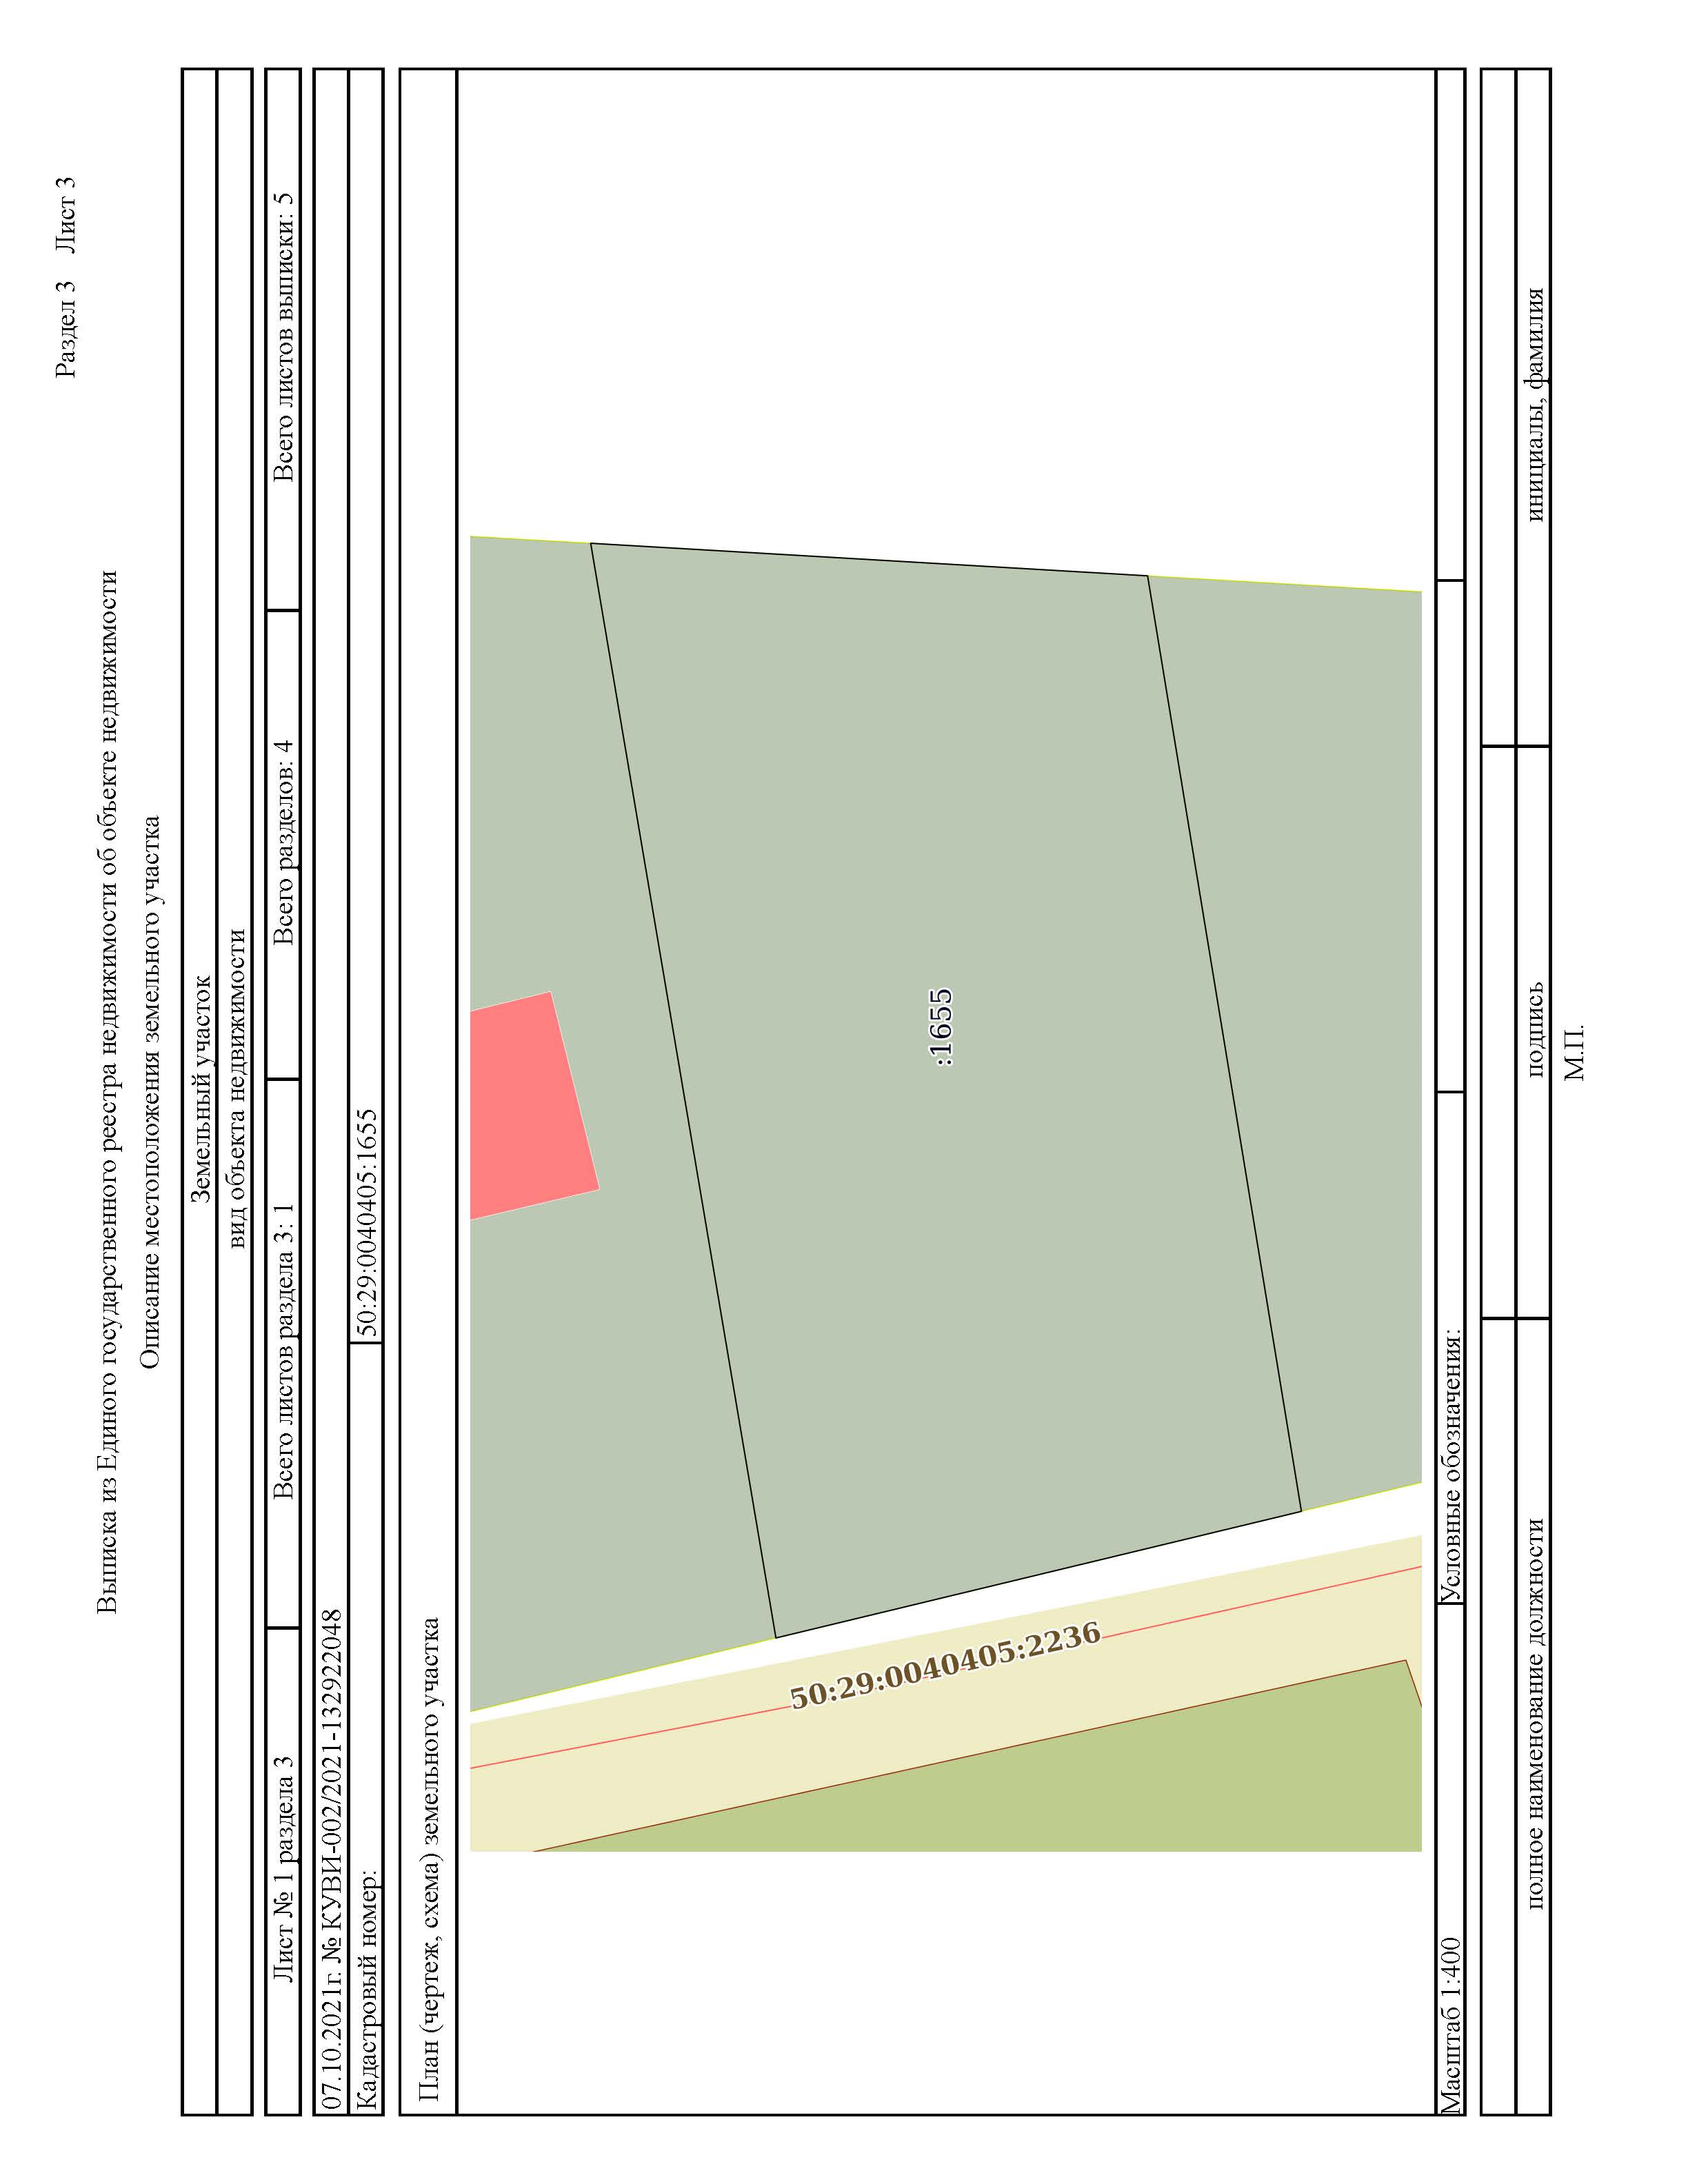 Раздел 3 Лист 3
Выписка из Единого государственного реестра недвижимости об объекте недвижимости
Описание местоположения земельного участка
Земельный участок
вид объекта недвижимости
Лист № 1 раздела 3 Всего листов раздела 3: 1 Всего разделов: 4 Всего листов выписки: 5
07.10.2021г. № КУВИ-002/2021-132922048
Кадастровый номер: 50:29:0040405:1655
План (чертеж, схема) земельного участка
:1655
50:29:0040405:2236
Масштаб 1:400 Условные обозначения:
полное наименование должности подпись инициалы, фамилия
М.П.